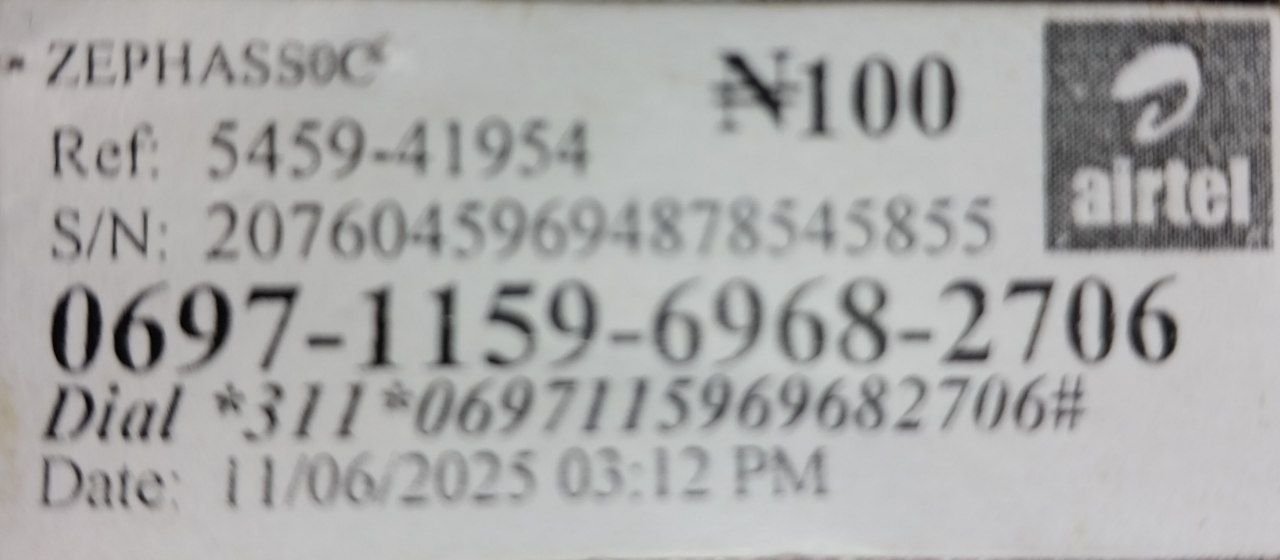 - ZEPHASSOC
₦100
airtel
Ref: 5459-41954
S/N: 20760459694878545855
0697-1159-6968-2706
Dial *311*0697115969682706#
Date: 11/06/2025 03:12 PM